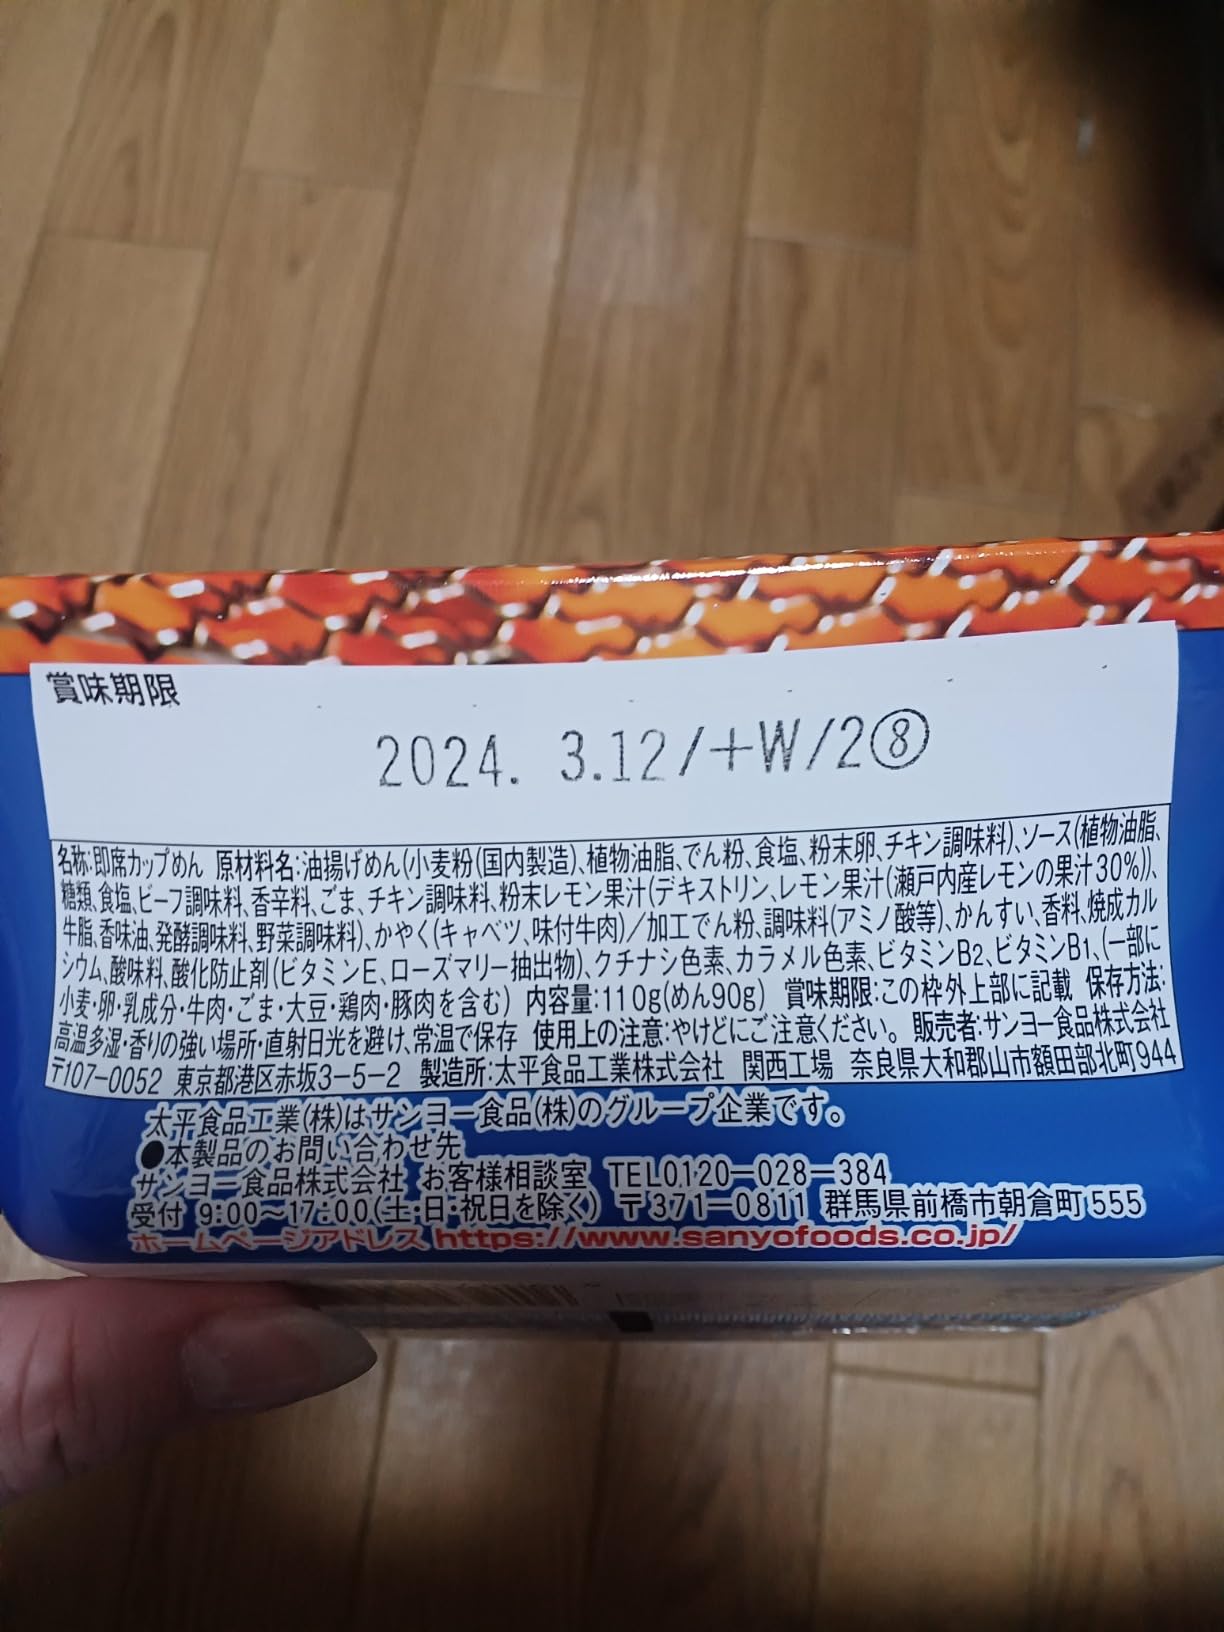 賞味期限
2024. 3.12/+W/2⑧
名称:即席カップめん 原材料名:油揚げめん(小麦粉(国内製造)、植物油脂、でん粉、食塩、粉末卵、チキン調味料)、ソース(植物油脂、
糖類、食塩、ビーフ調味料、香辛料、ごま、チキン調味料、粉末レモン果汁(デキストリン、レモン果汁(瀬戸内産レモンの果汁30%))、
牛脂、香味油、発酵調味料、野菜調味料)、かやく(キャベツ、味付牛肉)/加工でん粉、調味料(アミノ酸等)、かんすい、香料、焼成カル
シウム、酸味料、酸化防止剤(ビタミンE、ローズマリー抽出物)、クチナシ色素、カラメル色素、ビタミンB2、ビタミンB1、(一部に
小麦・卵・乳成分・牛肉・ごま・大豆・鶏肉・豚肉を含む) 内容量:110g(めん90g) 賞味期限:この枠外上部に記載 保存方法:
高温多湿・香りの強い場所・直射日光を避け、常温で保存 使用上の注意:やけどにご注意ください。 販売者:サンヨー食品株式会社
〒107-0052 東京都港区赤坂3-5-2 製造所:太平食品工業株式会社 関西工場 奈良県大和郡山市額田部北町944
太平食品工業(株)はサンヨー食品(株)のグループ企業です。
●本製品のお問い合わせ先
サンヨー食品株式会社 お客様相談室 TEL0120-028-384
受付 9:00～17:00(土・日・祝日を除く) 〒371-0811 群馬県前橋市朝倉町555
ホームページアドレス https://www.sanyofoods.co.jp/